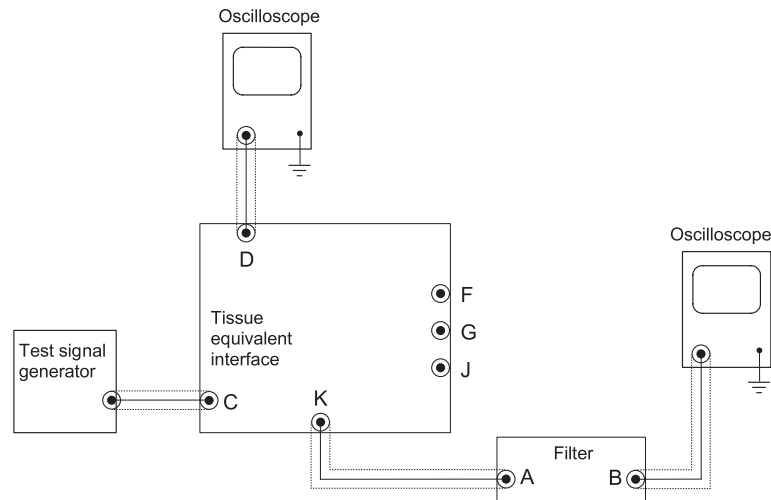 Oscilloscope
D
Oscilloscope
F
Tissue
equivalent
interface
G
Test signal
generator
J
C
K
Filter
A
B